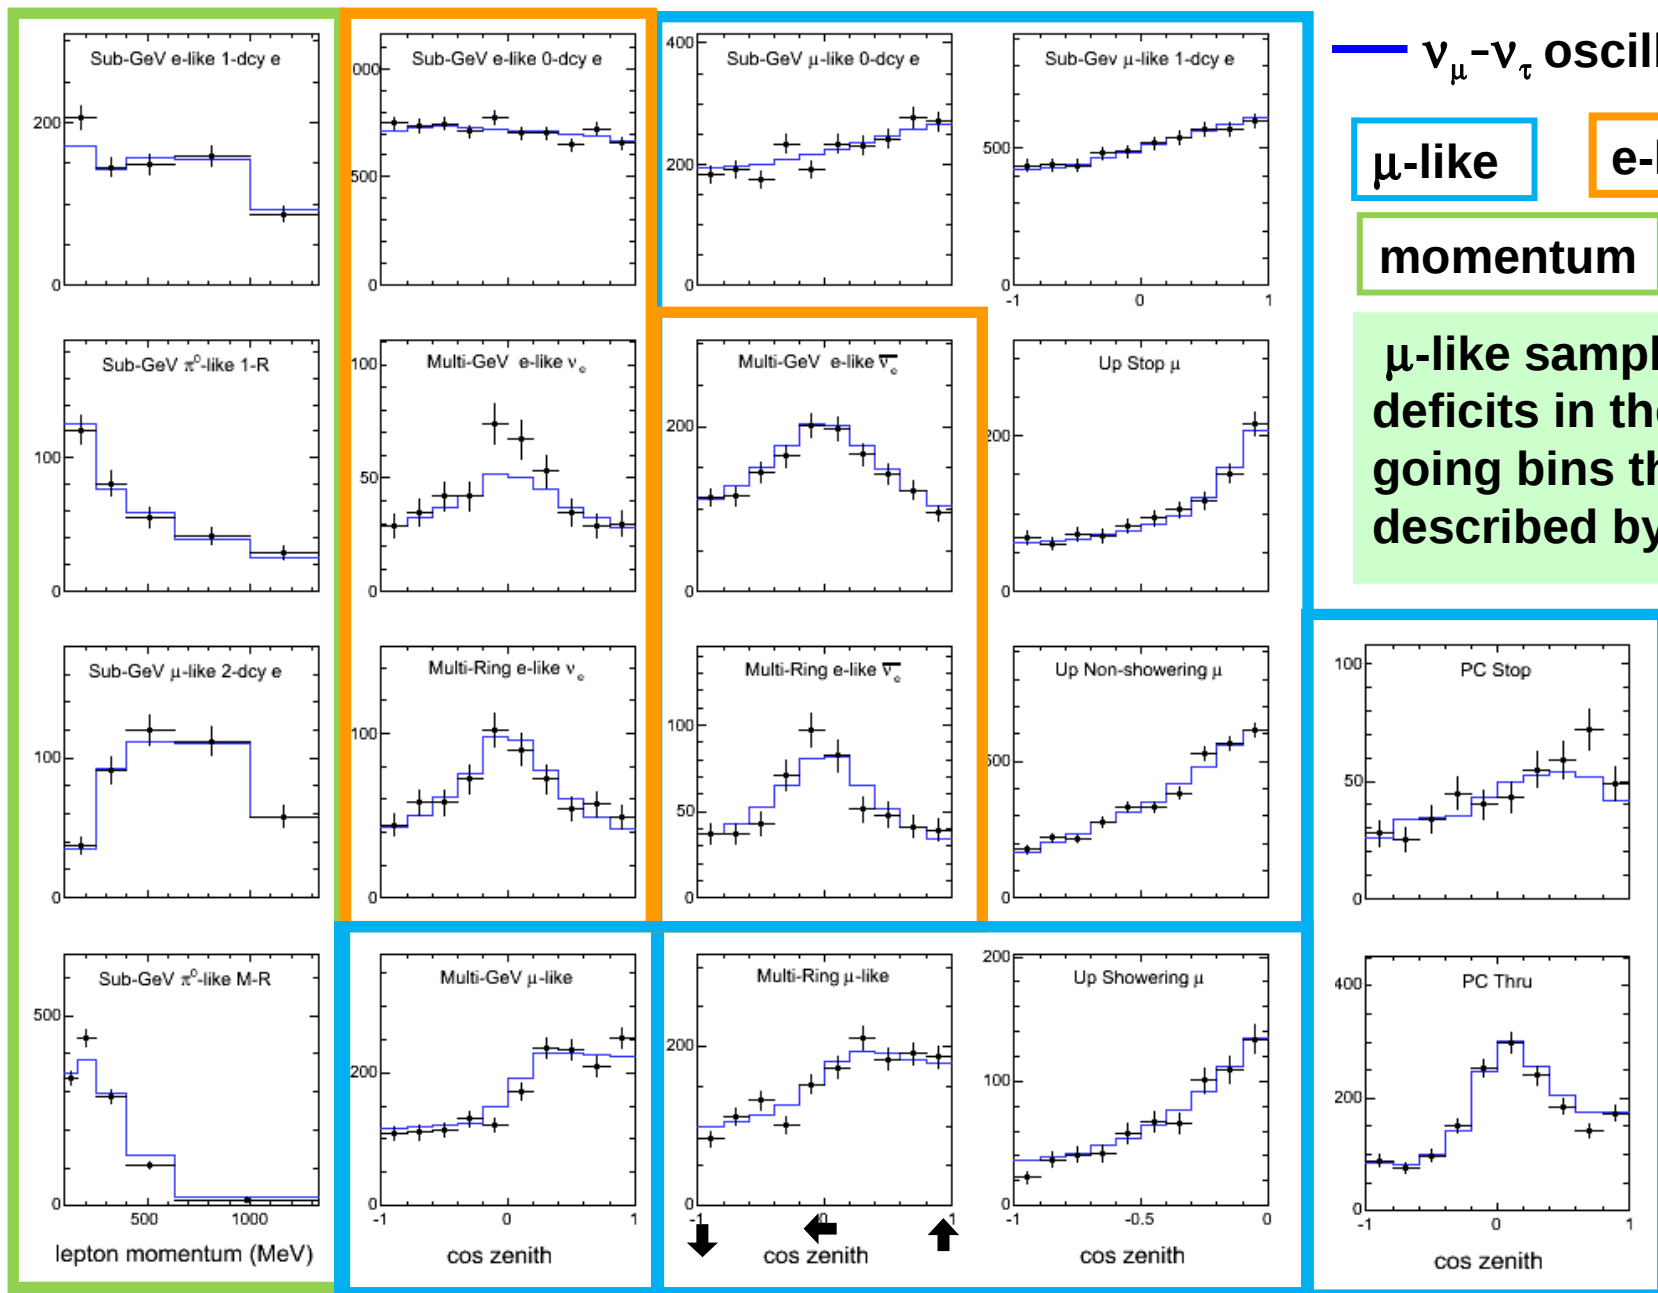 Sub-GeV e-like 1-dcy e
200
0
Sub-GeV e-like 0-dcy e
000
500
0
Sub-GeV μ-like 0-dcy e
400
200
0
Sub-Gev μ-like 1-dcy e
500
0
-1
0
1
νμ-ντ oscill
μ-like
e-l
momentum
μ-like sampl
deficits in the
going bins th
described by
Sub-GeV π⁰-like 1-R
100
0
Multi-GeV e-like νe
100
50
0
Multi-GeV e-like ν̅e
200
0
Up Stop μ
200
0
Sub-GeV μ-like 2-dcy e
100
0
Multi-Ring e-like νe
100
0
Multi-Ring e-like ν̅e
100
50
0
Up Non-showering μ
500
0
PC Stop
100
50
0
Sub-GeV π⁰-like M-R
500
0
500
1000
lepton momentum (MeV)
Multi-GeV μ-like
200
0
-1
0
1
cos zenith
Multi-Ring μ-like
200
0
-1
0
1
cos zenith
Up Showering μ
200
100
0
-1
-0.5
0
cos zenith
PC Thru
400
200
0
-1
0
1
cos zenith